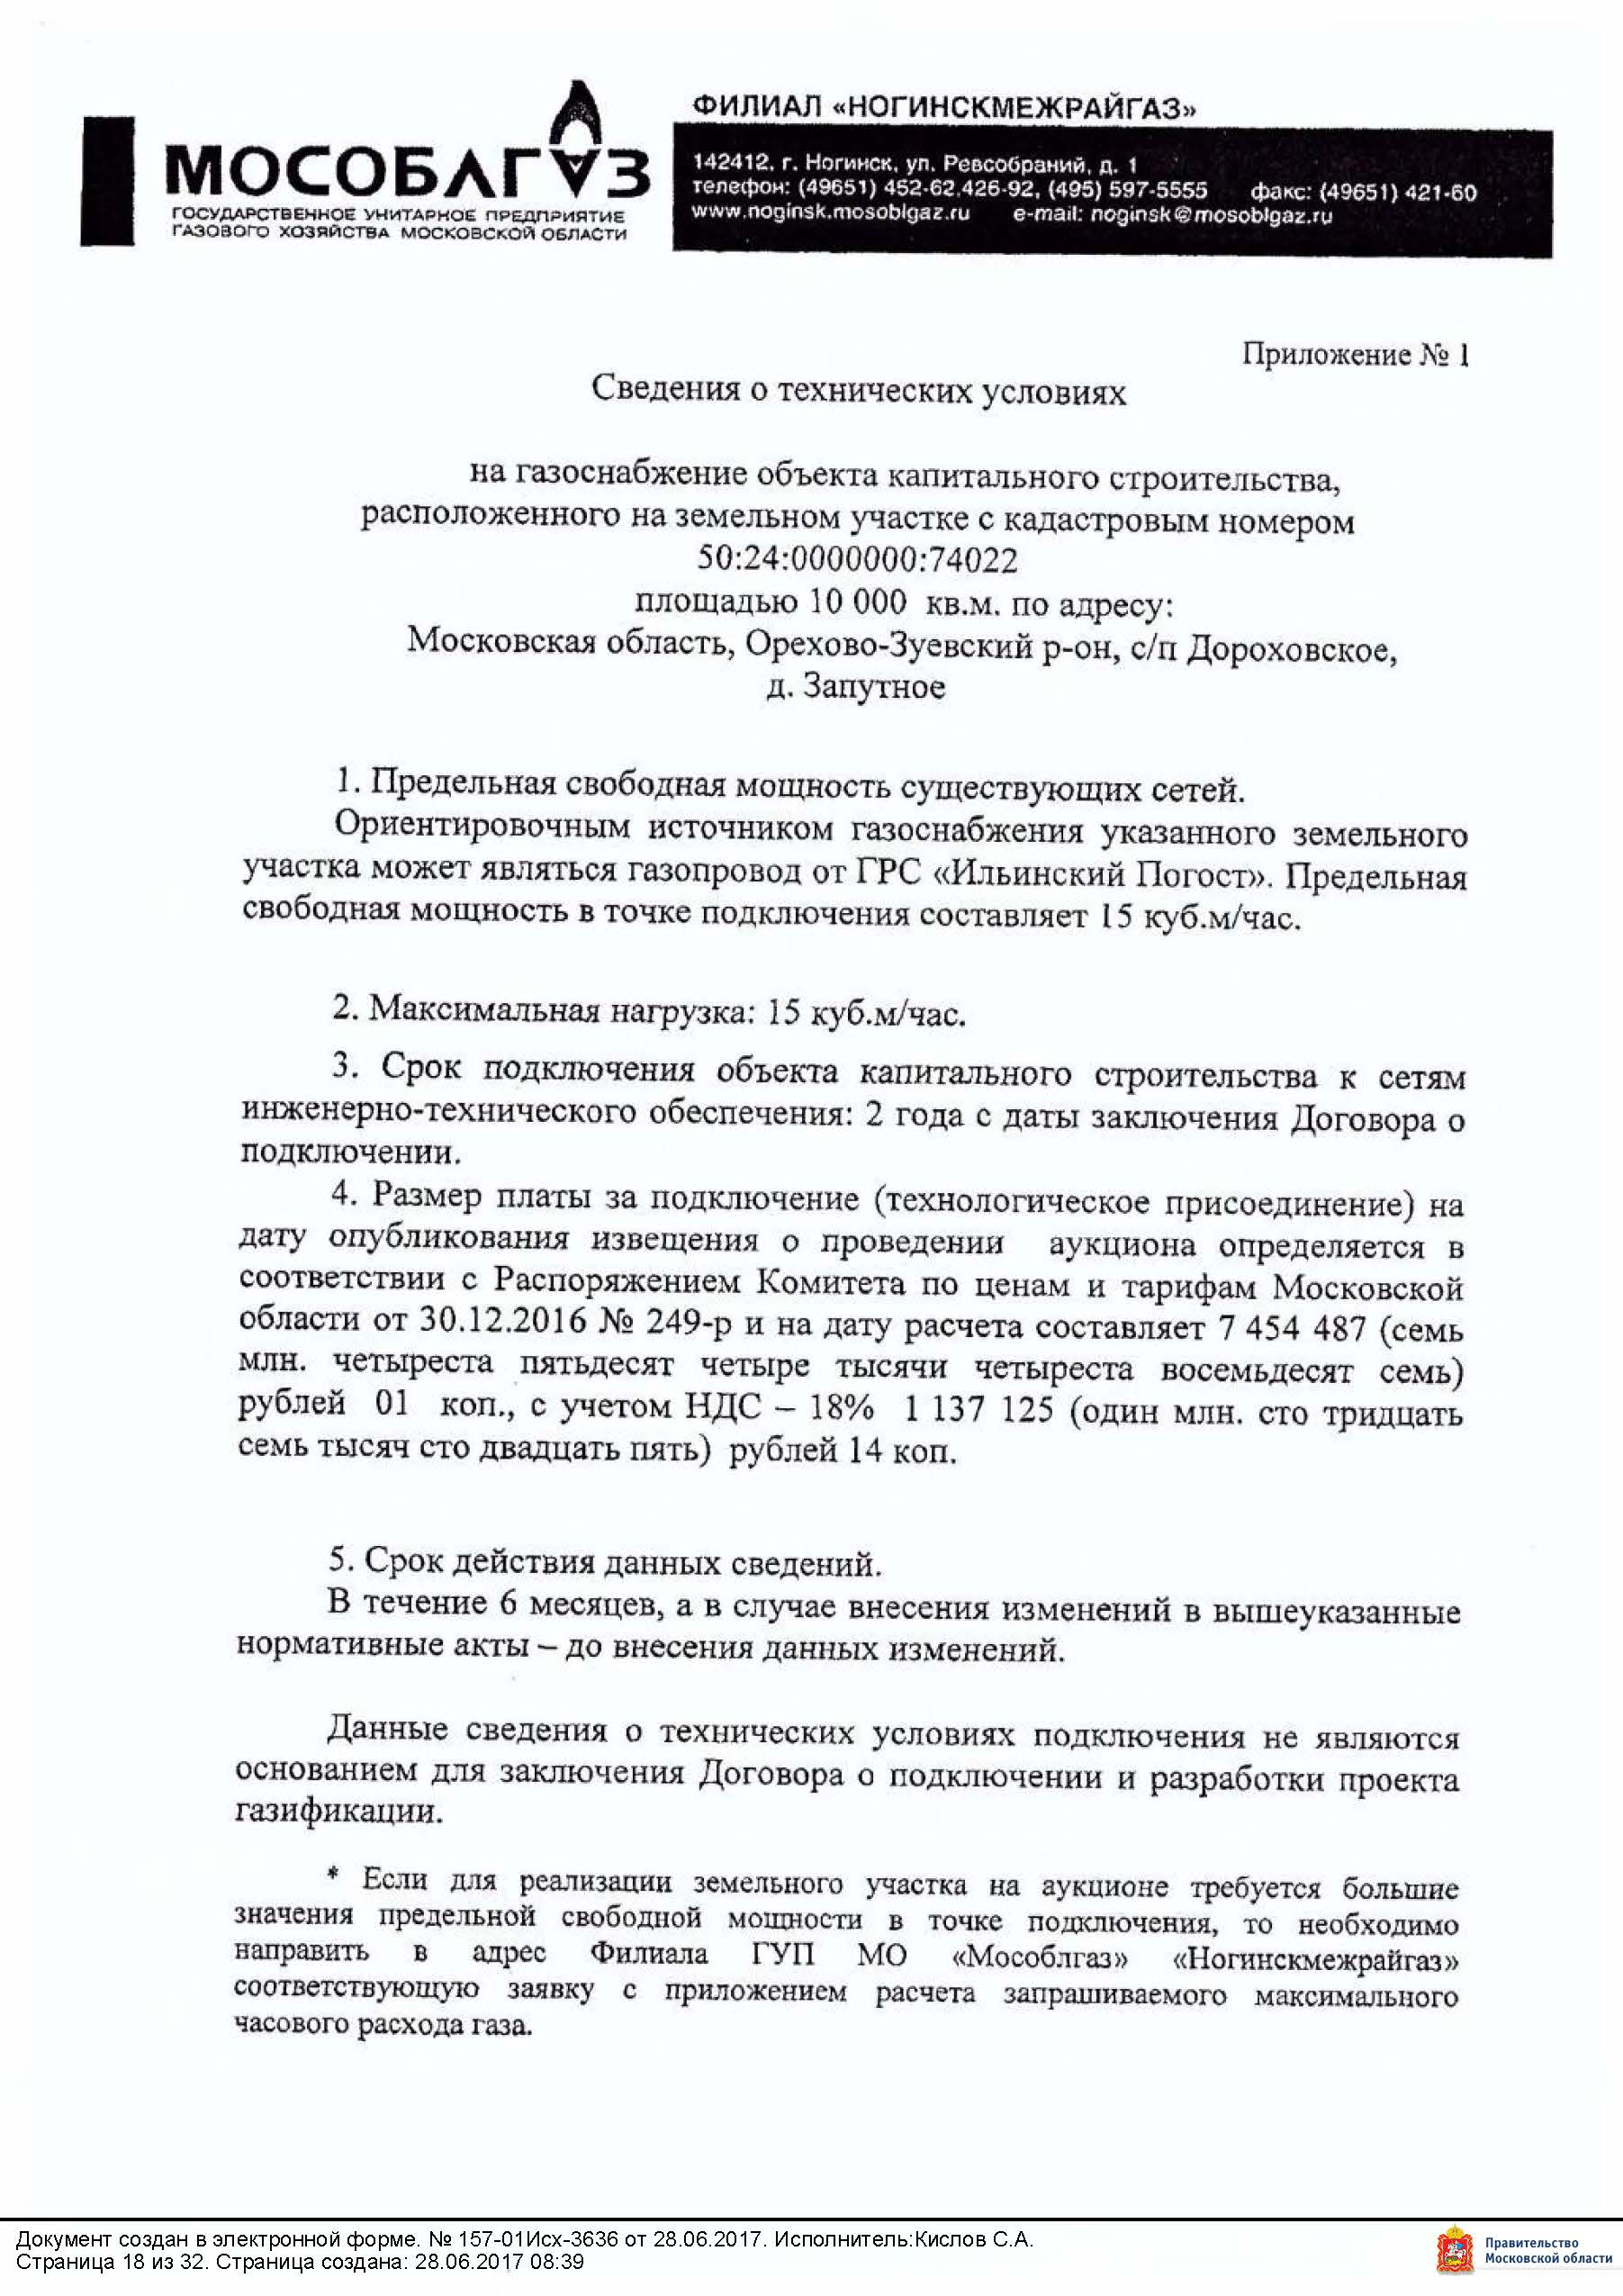 ФИЛИАЛ «НОГИНСКМЕЖРАЙГАЗ»
МОСОБЛГАЗ
ГОСУДАРСТВЕННОЕ УНИТАРНОЕ ПРЕДПРИЯТИЕ
ГАЗОВОГО ХОЗЯЙСТВА МОСКОВСКОЙ ОБЛАСТИ
142412, г. Ногинск, ул. Ревсобраний, д. 1
телефон: (49651) 452-62,426-92, (495) 597-5555 факс: (49651) 421-60
www.noginsk.mosoblgaz.ru e-mail: noginsk@mosoblgaz.ru
Приложение № 1
Сведения о технических условиях
на газоснабжение объекта капитального строительства,
расположенного на земельном участке с кадастровым номером
50:24:0000000:74022
площадью 10 000 кв.м. по адресу:
Московская область, Орехово-Зуевский р-он, с/п Дороховское,
д. Запутное
1. Предельная свободная мощность существующих сетей.
Ориентировочным источником газоснабжения указанного земельного
участка может являться газопровод от ГРС «Ильинский Погост». Предельная
свободная мощность в точке подключения составляет 15 куб.м/час.
2. Максимальная нагрузка: 15 куб.м/час.
3. Срок подключения объекта капитального строительства к сетям
инженерно-технического обеспечения: 2 года с даты заключения Договора о
подключении.
4. Размер платы за подключение (технологическое присоединение) на
дату опубликования извещения о проведении аукциона определяется в
соответствии с Распоряжением Комитета по ценам и тарифам Московской
области от 30.12.2016 № 249-р и на дату расчета составляет 7 454 487 (семь
млн. четыреста пятьдесят четыре тысячи четыреста восемьдесят семь)
рублей 01 коп., с учетом НДС – 18% 1 137 125 (один млн. сто тридцать
семь тысяч сто двадцать пять) рублей 14 коп.
5. Срок действия данных сведений.
В течение 6 месяцев, а в случае внесения изменений в вышеуказанные
нормативные акты – до внесения данных изменений.
Данные сведения о технических условиях подключения не являются
основанием для заключения Договора о подключении и разработки проекта
газификации.
* Если для реализации земельного участка на аукционе требуется большие
значения предельной свободной мощности в точке подключения, то необходимо
направить в адрес Филиала ГУП МО «Мособлгаз» «Ногинскмежрайгаз»
соответствующую заявку с приложением расчета запрашиваемого максимального
часового расхода газа.
Документ создан в электронной форме. № 157-01Исх-3636 от 28.06.2017. Исполнитель:Кислов С.А.
Страница 18 из 32. Страница создана: 28.06.2017 08:39
Правительство
Московской области